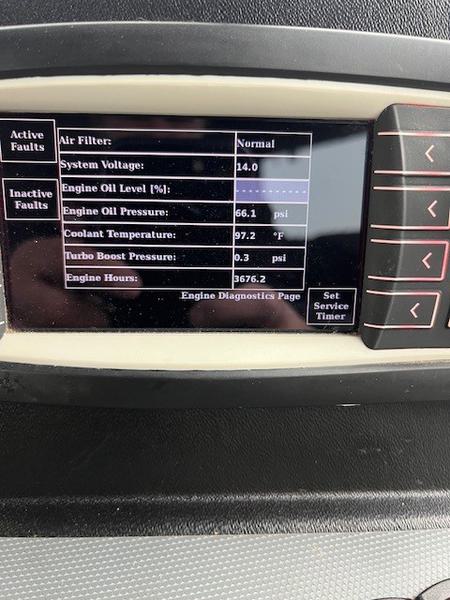 Active
Faults
Inactive
Faults
Air Filter: Normal
System Voltage: 14.0
Engine Oil Level [%]: -------
Engine Oil Pressure: 66.1 psi
Coolant Temperature: 97.2 °F
Turbo Boost Pressure: 0.3 psi
Engine Hours: 3676.2
Engine Diagnostics Page
Set
Service
Timer